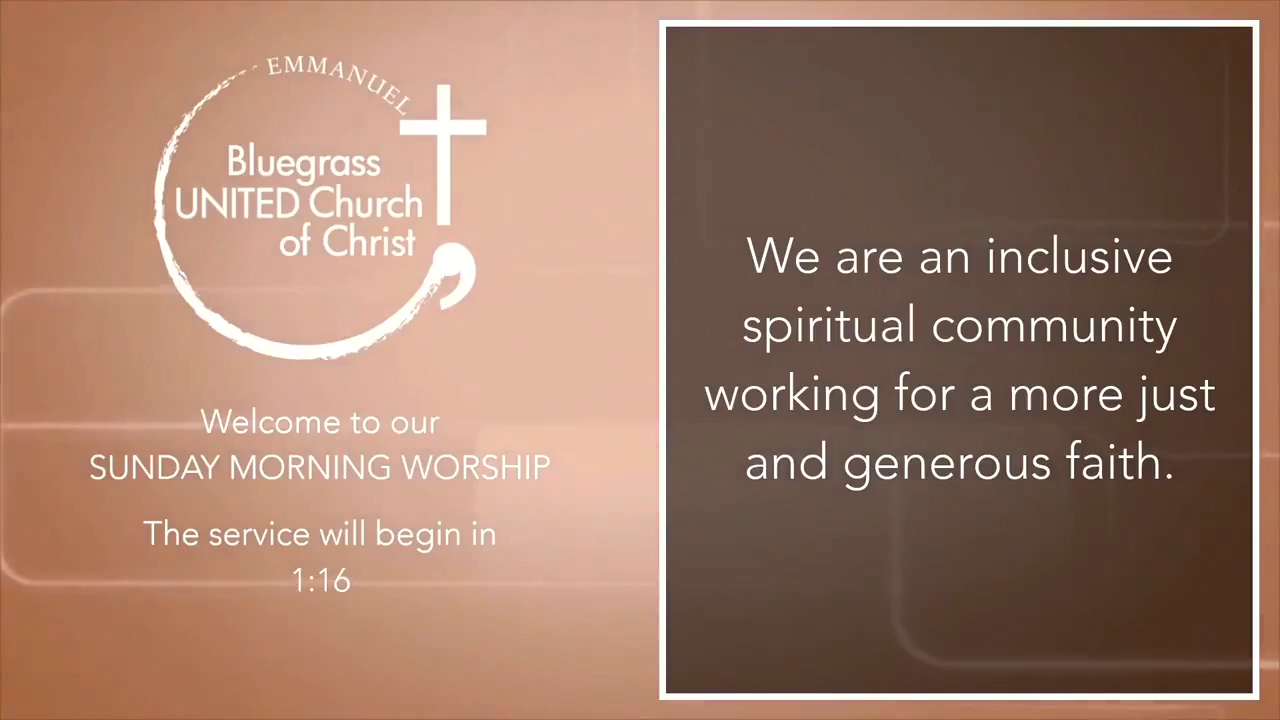 EMMANUEL
Bluegrass
UNITED Church
of Christ
Welcome to our
SUNDAY MORNING WORSHIP
The service will begin in
1:16
We are an inclusive
spiritual community
working for a more just
and generous faith.